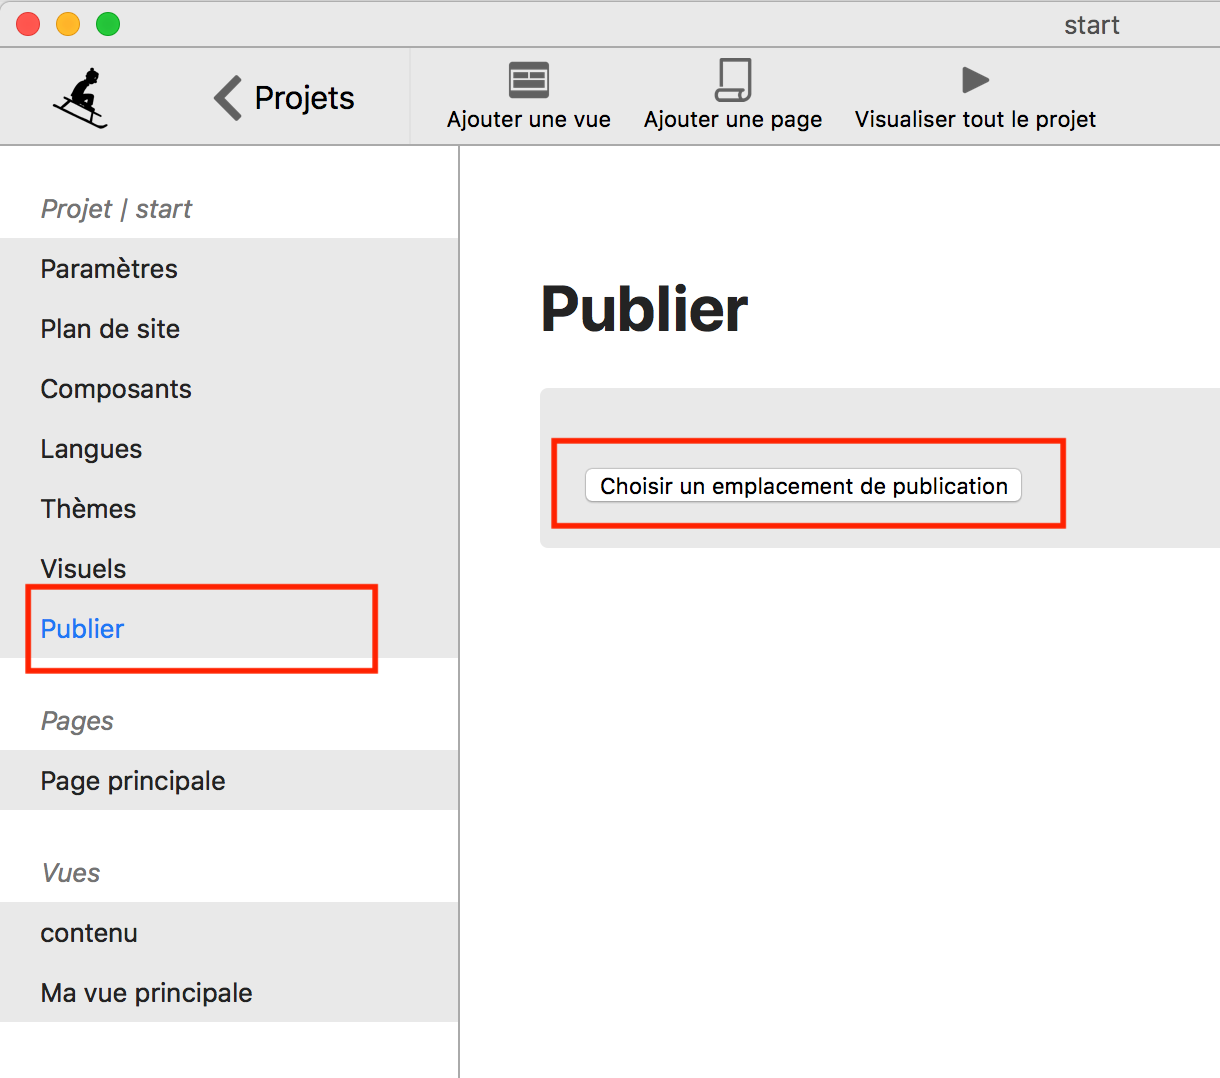 start
Projets
Ajouter une vue
Ajouter une page
Visualiser tout le projet
Projet | start
Paramètres
Plan de site
Composants
Langues
Thèmes
Visuels
Publier
Pages
Page principale
Vues
contenu
Ma vue principale
Publier
Choisir un emplacement de publication